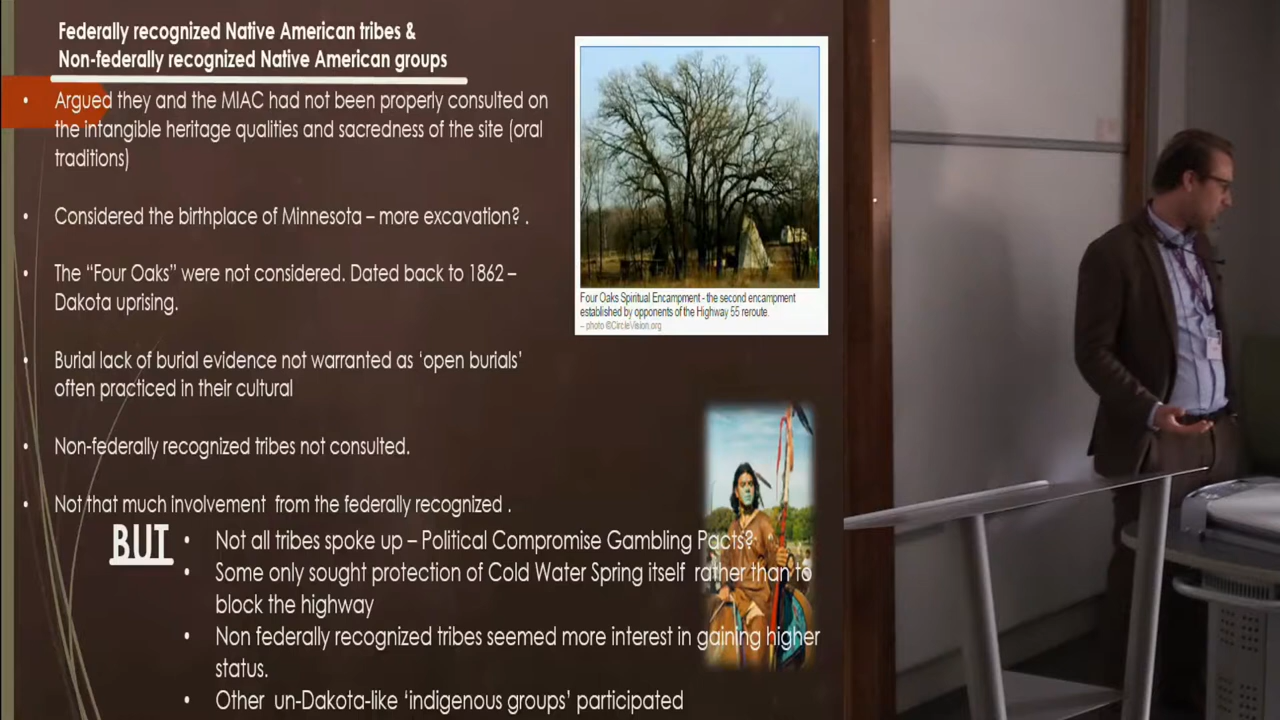 Federally recognized Native American tribes &
Non-federally recognized Native American groups
• Argued they and the MIAC had not been properly consulted on
the intangible heritage qualities and sacredness of the site (oral
traditions)
• Considered the birthplace of Minnesota – more excavation? .
• The “Four Oaks” were not considered. Dated back to 1862 –
Dakota uprising.
• Burial lack of burial evidence not warranted as ‘open burials’
often practiced in their cultural
• Non-federally recognized tribes not consulted.
• Not that much involvement from the federally recognized .
BUT
• Not all tribes spoke up – Political Compromise Gambling Pacts?
• Some only sought protection of Cold Water Spring itself rather than to
block the highway
• Non federally recognized tribes seemed more interest in gaining higher
status.
• Other un-Dakota-like ‘indigenous groups’ participated
Four Oaks Spiritual Encampment - the second encampment
established by opponents of the Highway 55 reroute.
– photo ©CircleVision.org